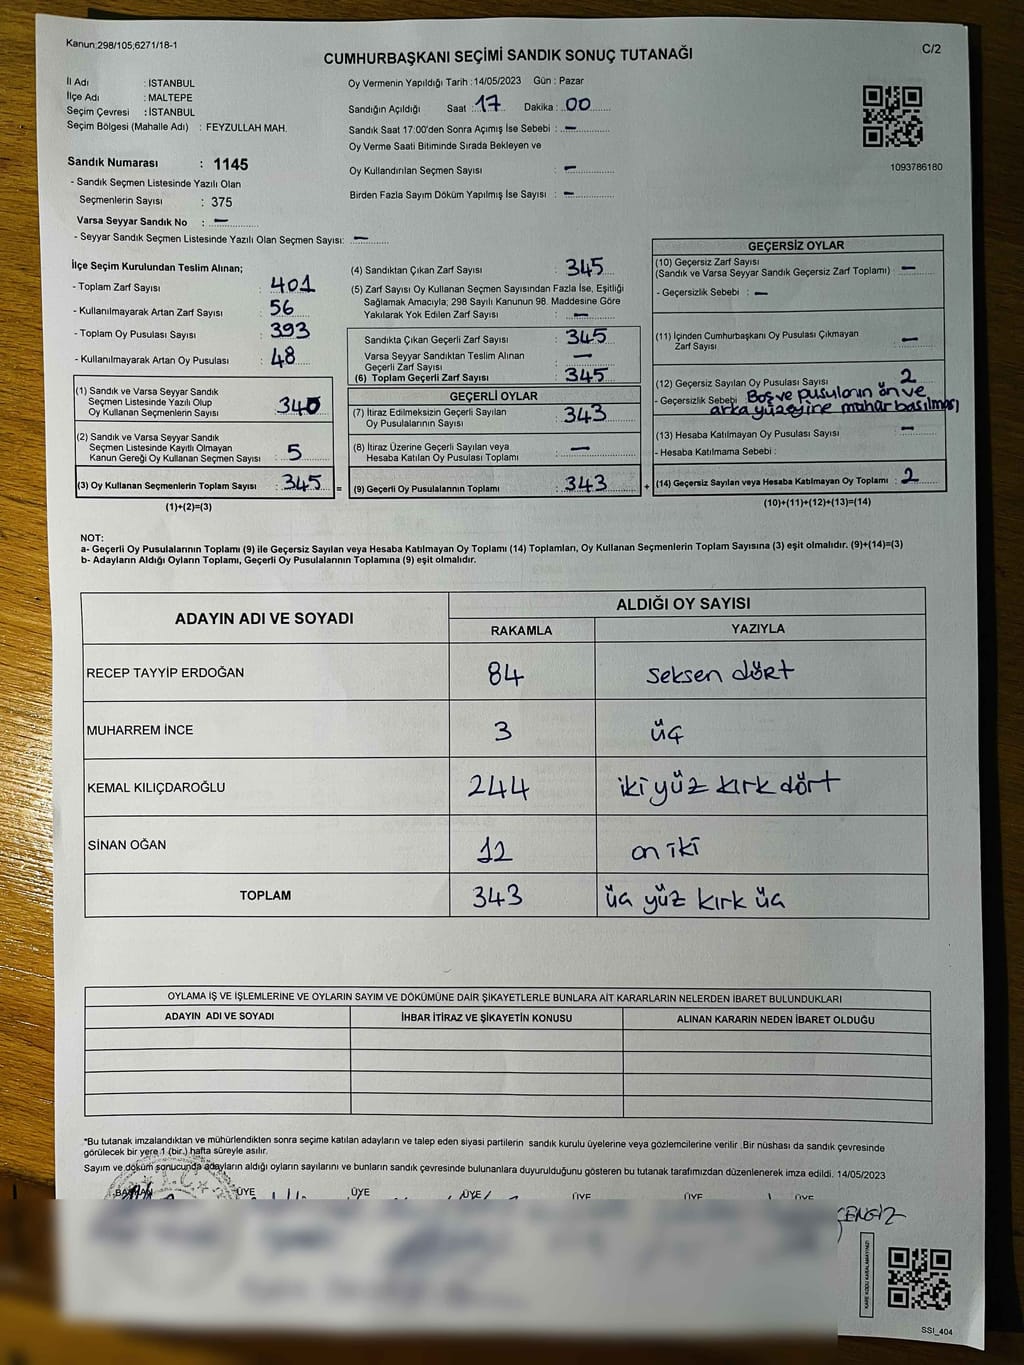 Kanun:298/105;6271/18-1
C/2
CUMHURBAŞKANI SEÇİMİ SANDIK SONUÇ TUTANAĞI
İl Adı : İSTANBUL
İlçe Adı : MALTEPE
Seçim Çevresi : İSTANBUL
Seçim Bölgesi (Mahalle Adı) : FEYZULLAH MAH.
Sandık Numarası : 1145
- Sandık Seçmen Listesinde Yazılı Olan
Seçmenlerin Sayısı : 375
Varsa Seyyar Sandık No : —
- Seyyar Sandık Seçmen Listesinde Yazılı Olan Seçmen Sayısı: —
Oy Vermenin Yapıldığı Tarih : 14/05/2023 Gün : Pazar
Sandığın Açıldığı Saat : 17 Dakika : 00
Sandık Saat 17:00'den Sonra Açımış İse Sebebi : —
Oy Verme Saati Bitiminde Sırada Bekleyen ve
Oy Kullandırılan Seçmen Sayısı : —
Birden Fazla Sayım Döküm Yapılmış İse Sayısı : —
1093786180
İlçe Seçim Kurulundan Teslim Alınan;
- Toplam Zarf Sayısı : 401
- Kullanılmayarak Artan Zarf Sayısı : 56
- Toplam Oy Pusulası Sayısı : 393
- Kullanılmayarak Artan Oy Pusulası : 48
(1) Sandık ve Varsa Seyyar Sandık
Seçmen Listesinde Yazılı Olup
Oy Kullanan Seçmenlerin Sayısı : 340
(2) Sandık ve Varsa Seyyar Sandık
Seçmen Listesinde Kayıtlı Olmayan
Kanun Gereği Oy Kullanan Seçmen Sayısı : 5
(3) Oy Kullanan Seçmenlerin Toplam Sayısı : 345 =
(1)+(2)=(3)
(4) Sandıktan Çıkan Zarf Sayısı : 345
(5) Zarf Sayısı Oy Kullanan Seçmen Sayısından Fazla İse, Eşitliği
Sağlamak Amacıyla; 298 Sayılı Kanunun 98. Maddesine Göre
Yakılarak Yok Edilen Zarf Sayısı : —
Sandıkta Çıkan Geçerli Zarf Sayısı : 345
Varsa Seyyar Sandıktan Teslim Alınan
Geçerli Zarf Sayısı : —
(6) Toplam Geçerli Zarf Sayısı : 345
GEÇERLİ OYLAR
(7) İtiraz Edilmeksizin Geçerli Sayılan
Oy Pusulalarının Sayısı : 343
(8) İtiraz Üzerine Geçerli Sayılan veya
Hesaba Katılan Oy Pusulası Toplamı : —
(9) Geçerli Oy Pusulalarının Toplamı : 343 +
GEÇERSİZ OYLAR
(10) Geçersiz Zarf Sayısı
(Sandık ve Varsa Seyyar Sandık Geçersiz Zarf Toplamı) : —
- Geçersizlik Sebebi : —
(11) İçinden Cumhurbaşkanı Oy Pusulası Çıkmayan
Zarf Sayısı : —
(12) Geçersiz Sayılan Oy Pusulası Sayısı : 2
- Geçersizlik Sebebi Boş ve pusulanın ön ve
arka yüzeyine mühür basılması
(13) Hesaba Katılmayan Oy Pusulası Sayısı : —
- Hesaba Katılmama Sebebi :
(14) Geçersiz Sayılan veya Hesaba Katılmayan Oy Toplamı : 2
(10)+(11)+(12)+(13)=(14)
NOT:
a- Geçerli Oy Pusulalarının Toplamı (9) ile Geçersiz Sayılan veya Hesaba Katılmayan Oy Toplamı (14) Toplamları, Oy Kullanan Seçmenlerin Toplam Sayısına (3) eşit olmalıdır. (9)+(14)=(3)
b- Adayların Aldığı Oyların Toplamı, Geçerli Oy Pusulalarının Toplamına (9) eşit olmalıdır.
ADAYIN ADI VE SOYADI
ALDIĞI OY SAYISI
RAKAMLA YAZIYLA
RECEP TAYYİP ERDOĞAN 84 seksen dört
MUHARREM İNCE 3 üç
KEMAL KILIÇDAROĞLU 244 iki yüz kırk dört
SİNAN OĞAN 12 on iki
TOPLAM 343 üç yüz kırk üç
OYLAMA İŞ VE İŞLEMLERİNE VE OYLARIN SAYIM VE DÖKÜMÜNE DAİR ŞİKAYETLERLE BUNLARA AİT KARARLARIN NELERDEN İBARET BULUNDUKLARI
ADAYIN ADI VE SOYADI İHBAR İTİRAZ VE ŞİKAYETİN KONUSU ALINAN KARARIN NEDEN İBARET OLDUĞU
*Bu tutanak imzalandıktan ve mühürlendikten sonra seçime katılan adayların ve talep eden siyasi partilerin sandık kurulu üyelerine veya gözlemcilerine verilir .Bir nüshası da sandık çevresinde
görülecek bir yere 1 (bir.) hafta süreyle asılır.
Sayım ve döküm sonucunda adayların aldığı oyların sayılarını ve bunların sandık çevresinde bulunanlara duyurulduğunu gösteren bu tutanak tarafımızdan düzenlenerek imza edildi. 14/05/2023
BAŞKAN ÜYE ÜYE ÜYE ÜYE ÜYE ÜYE
T.C.
ÇENGİZ
KARE KODU KARALAMAYINIZ!
SSİ_404